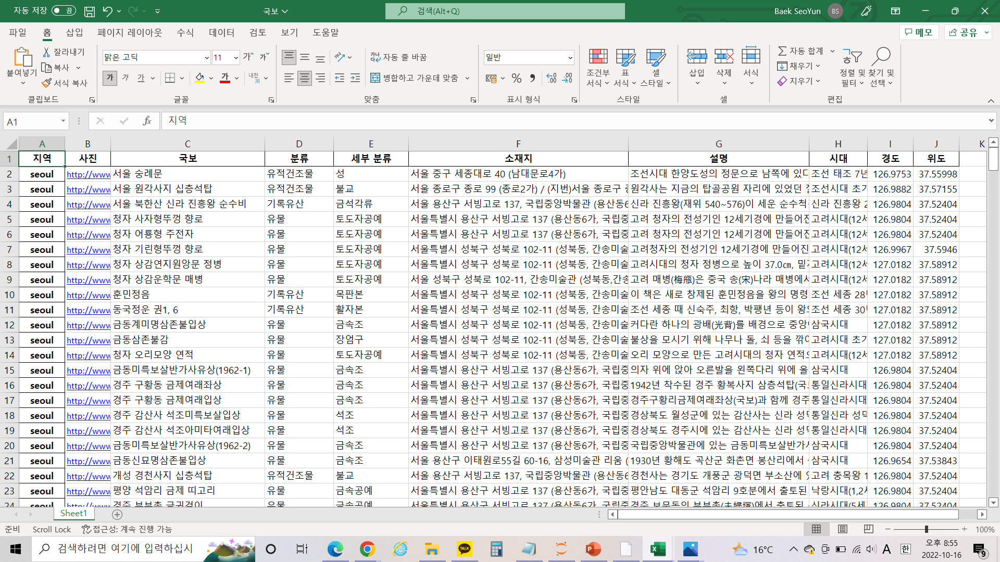 자동 저장 끔 국보 검색(Alt+Q) Baek SeoYun BS
파일 홈 삽입 페이지 레이아웃 수식 데이터 검토 보기 도움말 메모 공유
붙여넣기 잘라내기 복사 서식 복사 클립보드
맑은 고딕 11 가 가 가 가 가 가 내천 글꼴
자동 줄 바꿈 병합하고 가운데 맞춤 맞춤
일반 % 표시 형식
조건부 서식 표 서식 셀 스타일 스타일
삽입 삭제 서식 셀
자동 합계 채우기 지우기 정렬 및 필터 찾기 및 선택 편집
A1 fx 지역
A B C D E F G H I J K
1 지역 사진 국보 분류 세부 분류 소재지 설명 시대 경도 위도
2 seoul http://www 서울 숭례문 유적건조물 성 서울 중구 세종대로 40 (남대문로4가) 조선시대 한양도성의 정문으로 남쪽에 있다 조선 태조 7년 126.9753 37.55998
3 seoul http://www 서울 원각사지 십층석탑 유적건조물 불교 서울 종로구 종로 99 (종로2가) / (지번)서울 종로구 원각사는 지금의 탑골공원 자리에 있었던 조선시대 초기 126.9882 37.57155
4 seoul http://www 서울 북한산 신라 진흥왕 순수비 기록유산 금석각류 서울 용산구 서빙고로 137, 국립중앙박물관 (용산동6 신라 진흥왕(재위 540~576)이 세운 순수척 신라 진흥왕 2 126.9804 37.52404
5 seoul http://www 청자 사자형뚜껑 향로 유물 토도자공예 서울특별시 용산구 서빙고로 137 (용산동6가, 국립중 고려 청자의 전성기인 12세기경에 만들어진 고려시대(12세 126.9804 37.52404
6 seoul http://www 청자 어룡형 주전자 유물 토도자공예 서울특별시 용산구 서빙고로 137 (용산동6가, 국립중 고려 청자의 전성기인 12세기경에 만들어진 고려시대(12세 126.9804 37.52404
7 seoul http://www 청자 기린형뚜껑 향로 유물 토도자공예 서울특별시 성북구 성북로 102-11 (성북동, 간송미술 고려청자의 전성기인 12세기경에 만들어진 고려시대(12세 126.9967 37.5946
8 seoul http://www 청자 상감연지원앙문 정병 유물 토도자공예 서울특별시 성북구 성북로 102-11 (성북동, 간송미술 고려시대의 청자 정병으로 높이 37.0㎝, 밑지 고려시대(12세 127.0182 37.58912
9 seoul http://www 청자 상감운학문 매병 유물 토도자공예 서울 성북구 성북로 102-11, 간송미술관 (성북동,간송 고려 매병(梅甁)은 중국 송(宋)나라 매병에서 고려시대(12세 127.0182 37.58912
10 seoul http://www 훈민정음 기록유산 목판본 서울특별시 성북구 성북로 102-11 (성북동, 간송미술 이 책은 새로 창제된 훈민정음을 왕의 명령 조선 세종 28 127.0182 37.58912
11 seoul http://www 동국정운 권1, 6 기록유산 활자본 서울특별시 성북구 성북로 102-11 (성북동, 간송미술 조선 세종 때 신숙주, 최항, 박팽년 등이 왕의 조선 세종 30 127.0182 37.58912
12 seoul http://www 금동계미명삼존불입상 유물 금속조 서울특별시 성북구 성북로 102-11 (성북동, 간송미술 커다란 하나의 광배(光背)를 배경으로 중앙 삼국시대 127.0182 37.58912
13 seoul http://www 금동삼존불감 유물 장엄구 서울특별시 성북구 성북로 102-11 (성북동, 간송미술 불상을 모시기 위해 나무나 돌, 쇠 등을 깎아 고려시대 초기 127.0182 37.58912
14 seoul http://www 청자 오리모양 연적 유물 토도자공예 서울특별시 성북구 성북로 102-11 (성북동, 간송미술 오리 모양으로 만든 고려시대의 청자 연적으 고려시대(12세 127.0182 37.58912
15 seoul http://www 금동미륵보살반가사유상(1962-1) 유물 금속조 서울특별시 용산구 서빙고로 137 (용산동6가, 국립중 의자 위에 앉아 오른발을 왼쪽다리 위에 올 삼국시대 126.9804 37.52404
16 seoul http://www 경주 구황동 금제여래좌상 유물 금속조 서울특별시 용산구 서빙고로 137 (용산동6가, 국립중 1942년 착수된 경주 황복사지 삼층석탑(국보 통일신라시대 126.9804 37.52404
17 seoul http://www 경주 구황동 금제여래입상 유물 금속조 서울특별시 용산구 서빙고로 137 (용산동6가, 국립중 경주구황리금제여래좌상(국보)과 함께 경주 통일신라시대 126.9804 37.52404
18 seoul http://www 경주 감산사 석조미륵보살입상 유물 석조 서울특별시 용산구 서빙고로 137 (용산동6가, 국립중 경상북도 월성군에 있는 감산사는 신라 성덕 통일신라 성덕 126.9804 37.52404
19 seoul http://www 경주 감산사 석조아미타여래입상 유물 석조 서울특별시 용산구 서빙고로 137 (용산동6가, 국립중 경상북도 경주시에 있는 감산사는 신라 성덕 통일신라시대 126.9804 37.52404
20 seoul http://www 금동미륵보살반가사유상(1962-2) 유물 금속조 서울특별시 용산구 서빙고로 137 (용산동6가, 국립중 국립중앙박물관에 있는 금동미륵보살반가사 삼국시대 126.9804 37.52404
21 seoul http://www 금동신묘명삼존불입상 유물 금속조 서울 용산구 이태원로55길 60-16, 삼성미술관 리움 ( 1930년 황해도 곡산군 화촌면 봉산리에서 삼국시대 126.9654 37.53843
22 seoul http://www 개성 경천사지 십층석탑 유적건조물 불교 서울 용산구 서빙고로 137, 국립중앙박물관 (용산동6 경천사는 경기도 개풍군 광덕면 부소산에 고려 충목왕 126.9804 37.52404
23 seoul http://www 평양 석암리 금제 띠고리 유물 금속공예 서울특별시 용산구 서빙고로 137 (용산동6가, 국립중 평안남도 대동군 석암리 9호분에서 출토된 낙랑시대(1,2세 126.9804 37.52404
24 seoul http://www 경주 부부총 금귀걸이 유물 금속공예 서울특별시 용산구 서빙고로 137 (용산동6가, 국립중 경주 보문동의 부부총(夫婦塚)에서 출토된 신라시대(5세 126.9804 37.52404
Sheet1
준비 Scroll Lock 접근성: 계속 진행 가능 100%
검색하려면 여기에 입력하십시 TALK 16°C A 한 오후 8:55
2022-10-16 9